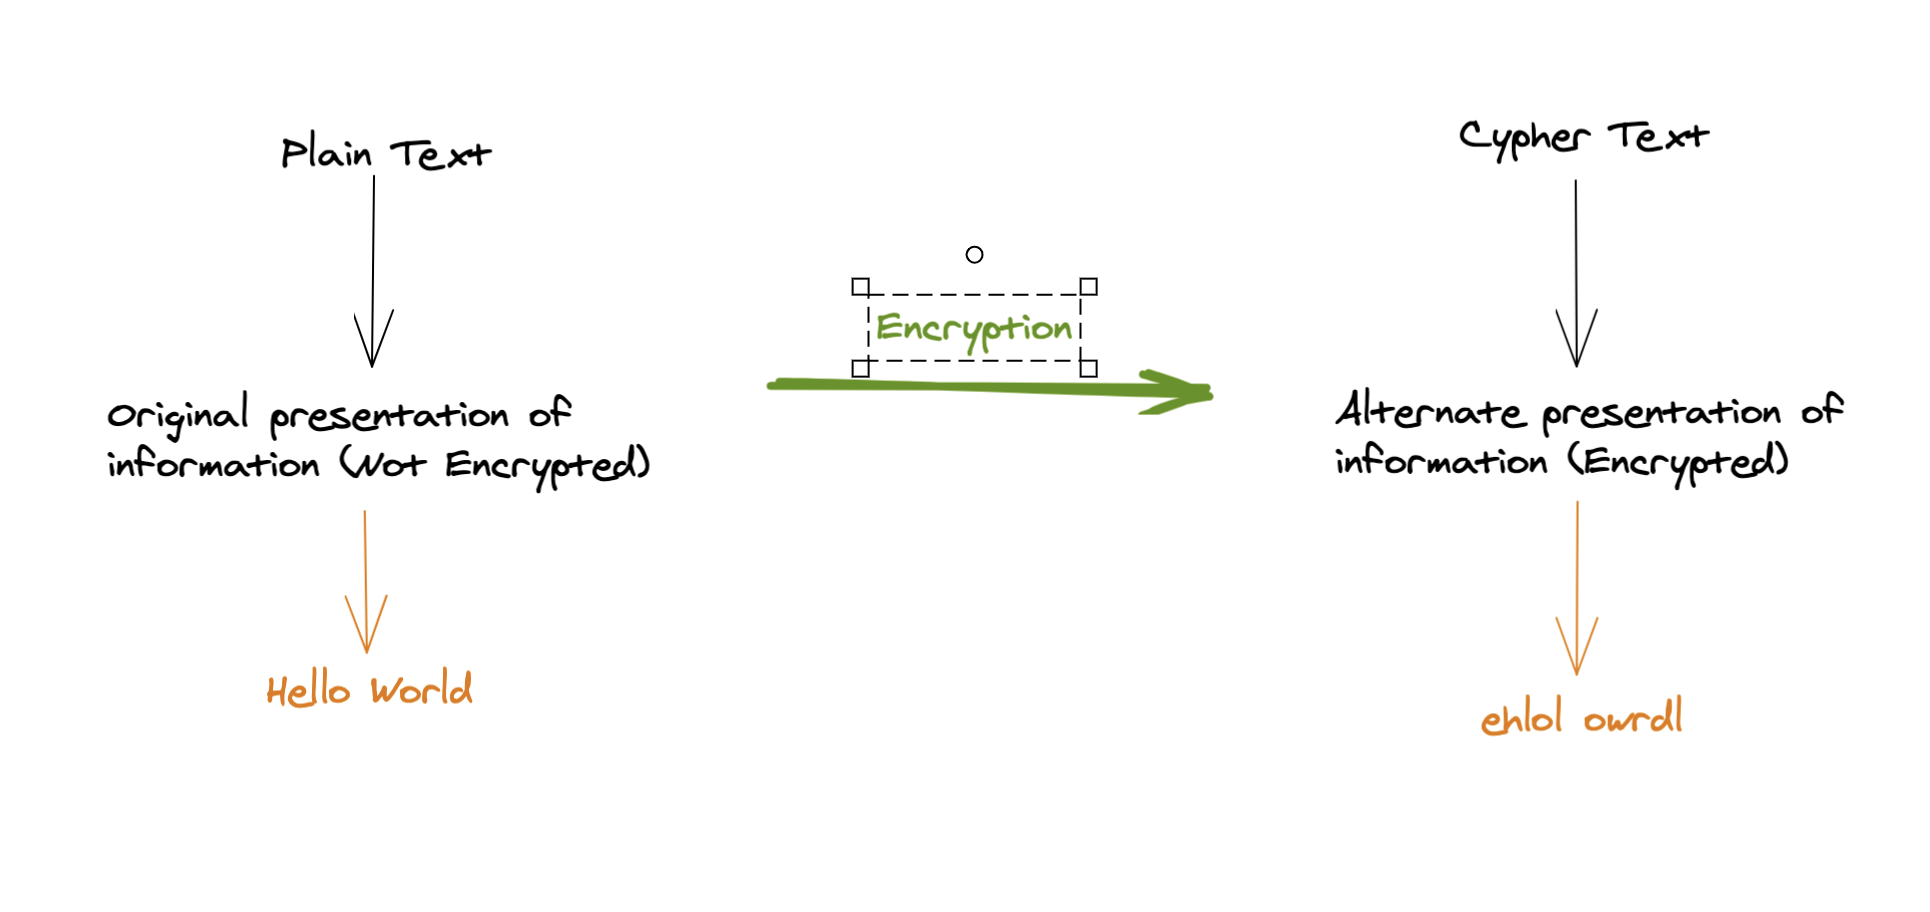 Plain Text
Original presentation of
information (Not Encrypted)
Hello World
Encryption
Cypher Text
Alternate presentation of
information (Encrypted)
ehlol owrdl